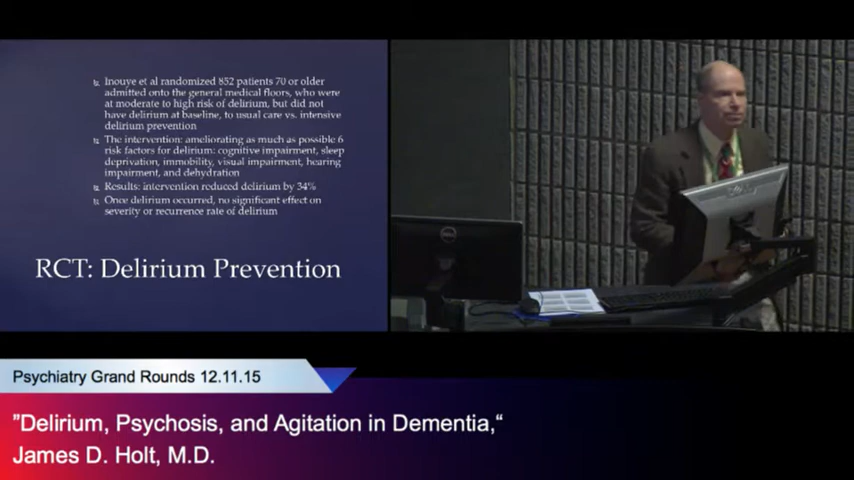 Inouye et al randomized 852 patients 70 or older
admitted onto the general medical floors, who were
at moderate to high risk of delirium, but did not
have delirium at baseline, to usual care vs. intensive
delirium prevention
The intervention: ameliorating as much as possible 6
risk factors for delirium: cognitive impairment, sleep
deprivation, immobility, visual impairment, hearing
impairment, and dehydration
Results: intervention reduced delirium by 34%
Once delirium occurred, no significant effect on
severity or recurrence rate of delirium
RCT: Delirium Prevention
DELL
Psychiatry Grand Rounds 12.11.15
”Delirium, Psychosis, and Agitation in Dementia,“
James D. Holt, M.D.